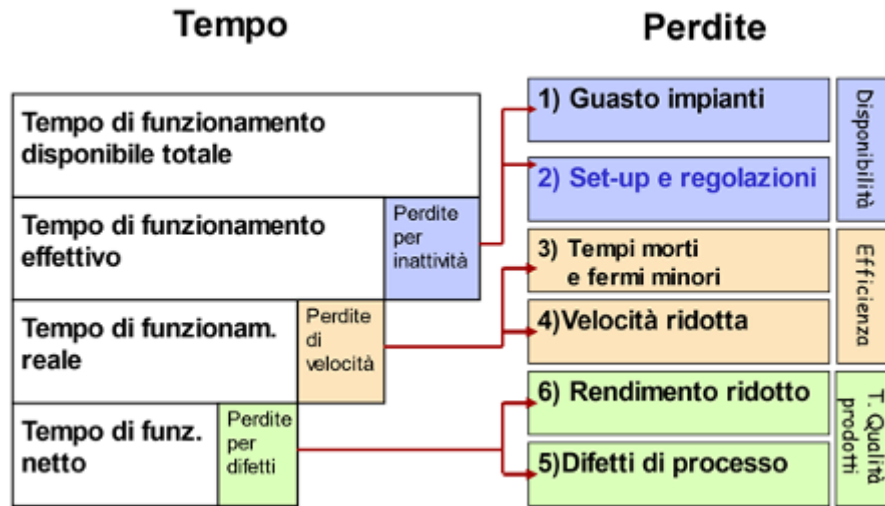 Tempo
Perdite
Tempo di funzionamento
disponibile totale
Tempo di funzionamento
effettivo
Perdite
per
inattività
Tempo di funzionam.
reale
Perdite
di
velocità
Tempo di funz.
netto
Perdite
per
difetti
1) Guasto impianti
2) Set-up e regolazioni
Disponibilità
3) Tempi morti
e fermi minori
4)Velocità ridotta
Efficienza
6) Rendimento ridotto
5)Difetti di processo
T. Qualità
prodotti